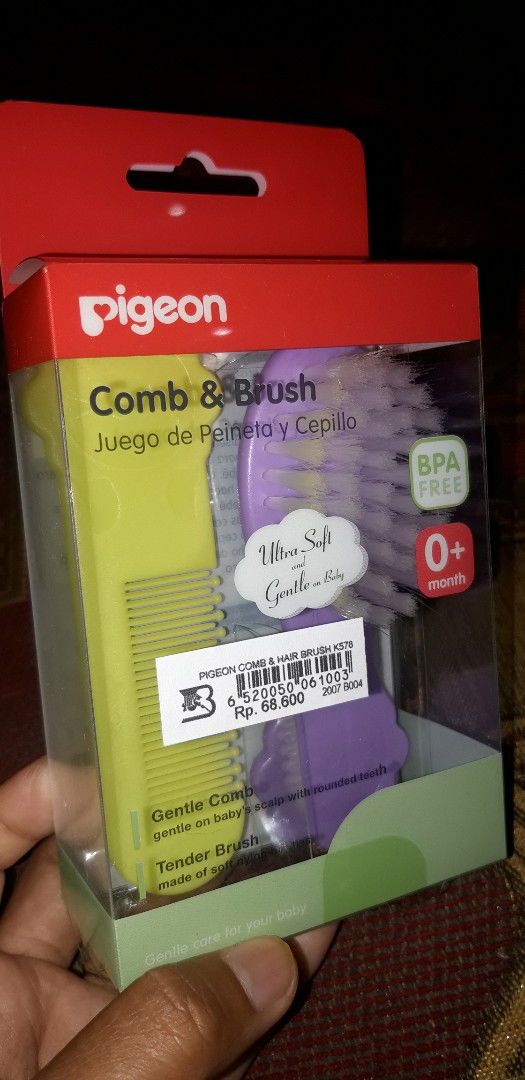 pigeon
Comb & Brush
Juego de Peineta y Cepillo
BPA
FREE
0+
month
Ultra Soft
and
Gentle on Baby
PIGEON COMB & HAIR BRUSH K578
6 520050 061003
2007 B004
Rp. 68.600
Gentle Comb
gentle on baby's scalp with rounded teeth
Tender Brush
made of soft nylon
Gentle care for your baby